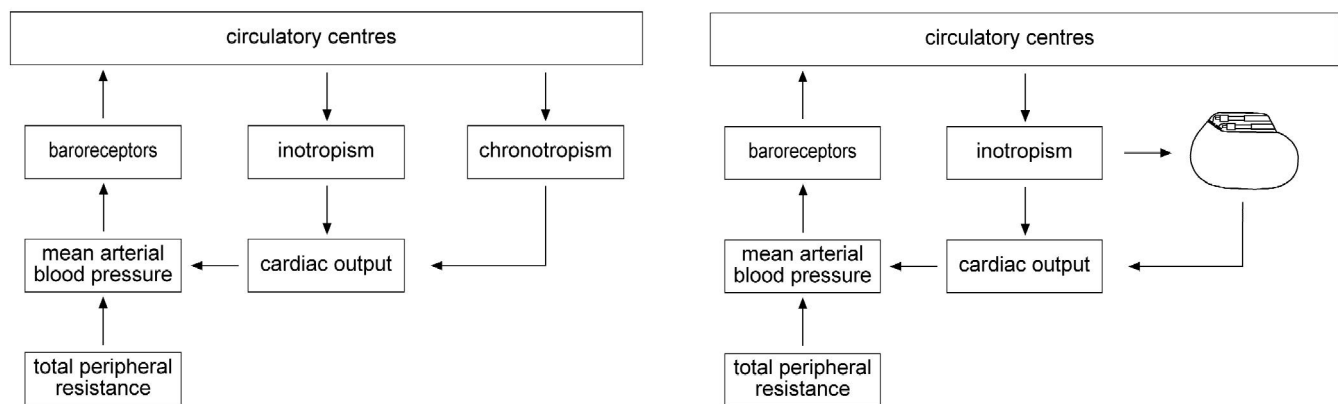 circulatory centres
baroreceptors
inotropism
chronotropism
mean arterial
blood pressure
cardiac output
total peripheral
resistance
circulatory centres
baroreceptors
inotropism
mean arterial
blood pressure
cardiac output
total peripheral
resistance